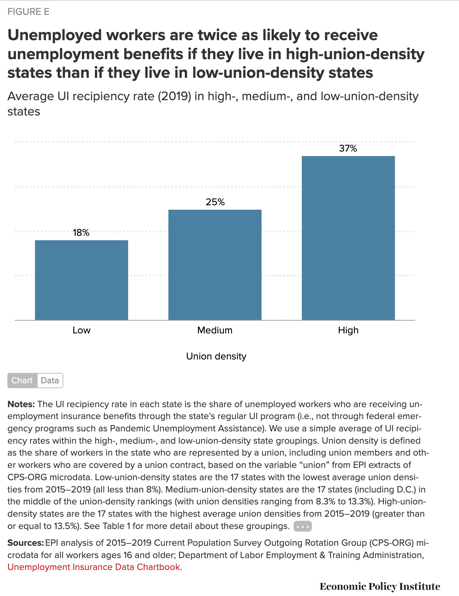 FIGURE E
Unemployed workers are twice as likely to receive
unemployment benefits if they live in high-union-density
states than if they live in low-union-density states
Average UI recipiency rate (2019) in high-, medium-, and low-union-density
states
37%
25%
18%
Low Medium High
Union density
Chart Data
Notes: The UI recipiency rate in each state is the share of unemployed workers who are receiving un-
employment insurance benefits through the state's regular UI program (i.e., not through federal emer-
gency programs such as Pandemic Unemployment Assistance). We use a simple average of UI recipi-
ency rates within the high-, medium-, and low-union-density state groupings. Union density is defined
as the share of workers in the state who are represented by a union, including union members and oth-
er workers who are covered by a union contract, based on the variable “union” from EPI extracts of
CPS-ORG microdata. Low-union-density states are the 17 states with the lowest average union densi-
ties from 2015–2019 (all less than 8%). Medium-union-density states are the 17 states (including D.C.) in
the middle of the union-density rankings (with union densities ranging from 8.3% to 13.3%). High-union-
density states are the 17 states with the highest average union densities from 2015–2019 (greater than
or equal to 13.5%). See Table 1 for more detail about these groupings. •••
Sources: EPI analysis of 2015–2019 Current Population Survey Outgoing Rotation Group (CPS-ORG) mi-
crodata for all workers ages 16 and older; Department of Labor Employment & Training Administration,
Unemployment Insurance Data Chartbook.
Economic Policy Institute